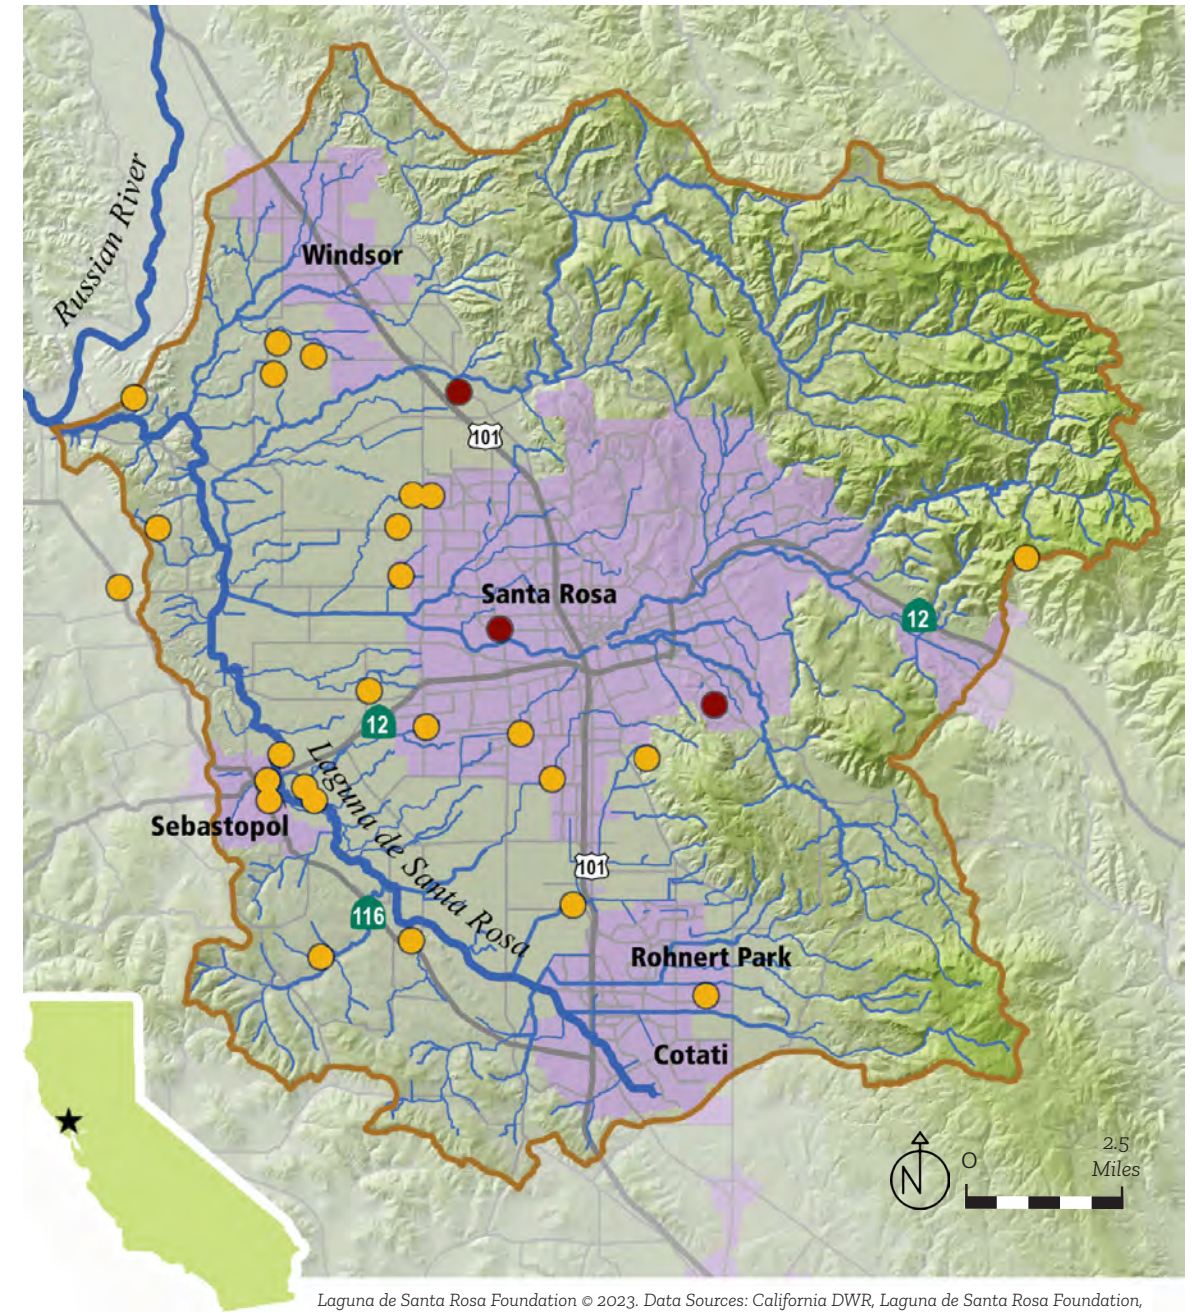 Russian River
Windsor
101
Santa Rosa
12
12
Laguna de Santa Rosa
Sebastopol
101
116
Rohnert Park
Cotati
N
0
2.5
Miles
Laguna de Santa Rosa Foundation © 2023. Data Sources: California DWR, Laguna de Santa Rosa Foundation,